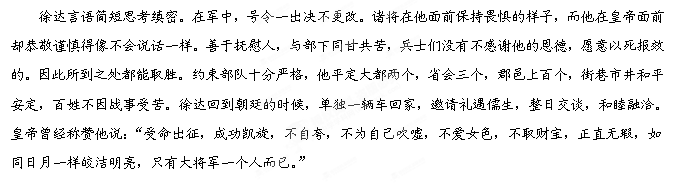 徐达言语简短思考缜密。在军中，号令一出决不更改。诸将在他面前保持畏惧的样子，而他在皇帝面前
却恭敬谨慎得像不会说话一样。善于抚慰人，与部下同甘共苦，兵士们没有不感谢他的恩德，愿意以死报效
的。因此所到之处都能取胜。约束部队十分严格，他平定大都两个，省会三个，郡邑上百个，街巷市井和平
安定，百姓不因战事受苦。徐达回到朝廷的时候，单独一辆车回家，邀请礼遇儒生，整日交谈，和睦融洽。
皇帝曾经称赞他说：“受命出征，成功凯旋，不自夸，不为自己吹嘘，不爱女色，不取财宝，正直无瑕，如
同日月一样皎洁明亮，只有大将军一个人而已。”